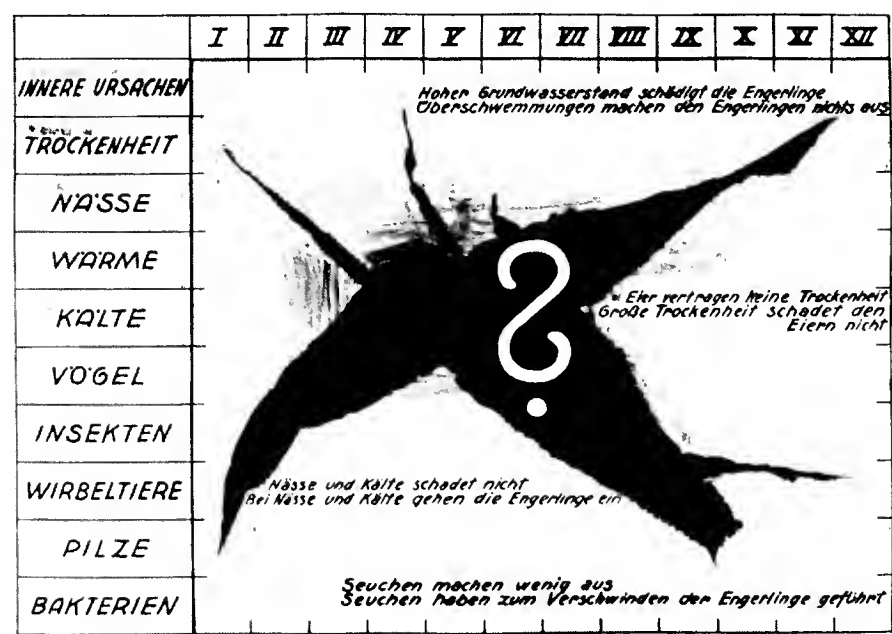 I II III IV V VI VII VIII IX X XI XII
INNERE URSACHEN
Hoher Grundwasserstand schädigt die Engerlinge
Überschwemmungen machen den Engerlingen nichts aus
TROCKENHEIT
NÄSSE
WÄRME
* Eier vertragen keine Trockenheit
Große Trockenheit schadet den
Eiern nicht
KÄLTE
VÖGEL
INSEKTEN
Nässe und Kälte schadet nicht
Bei Nässe und Kälte gehen die Engerlinge ein
WIRBELTIERE
PILZE
Seuchen machen wenig aus
Seuchen haben zum Verschwinden der Engerlinge geführt
BAKTERIEN
?